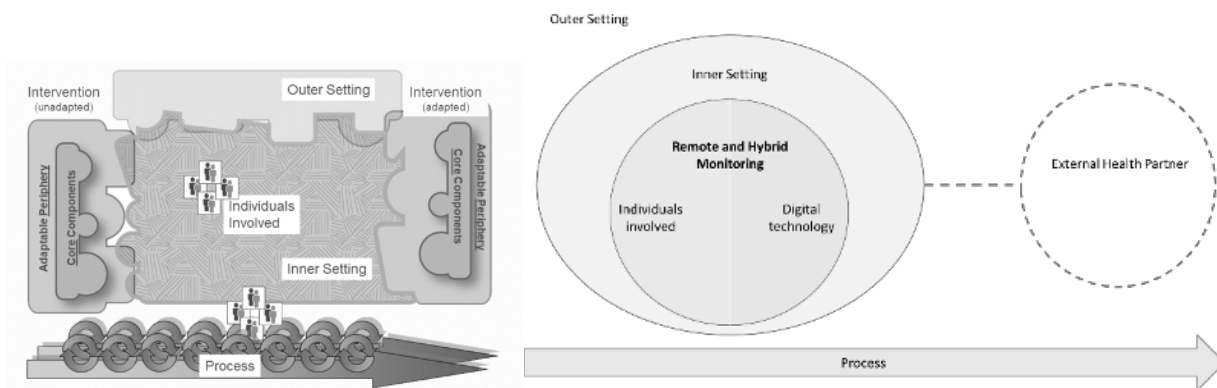 Intervention
(unadapted)
Outer Setting
Intervention
(adapted)
Adaptable Periphery
Core Components
Individuals
Involved
Core Components
Adaptable Periphery
Inner Setting
Process
Outer Setting
Inner Setting
Remote and Hybrid
Monitoring
Individuals
involved
Digital
technology
External Health Partner
Process